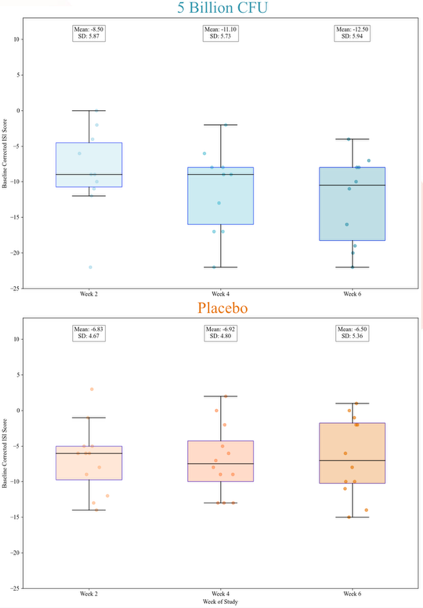 5 Billion CFU
Mean: -8.50
SD: 5.87
Mean: -11.10
SD: 5.73
Mean: -12.50
SD: 5.94
10
5
0
−5
−10
−15
−20
−25
Baseline Corrected ISI Score
Week 2
Week 4
Week 6
Placebo
Mean: -6.83
SD: 4.67
Mean: -6.92
SD: 4.80
Mean: -6.50
SD: 5.36
10
5
0
−5
−10
−15
−20
−25
Baseline Corrected ISI Score
Week 2
Week 4
Week 6
Week of Study